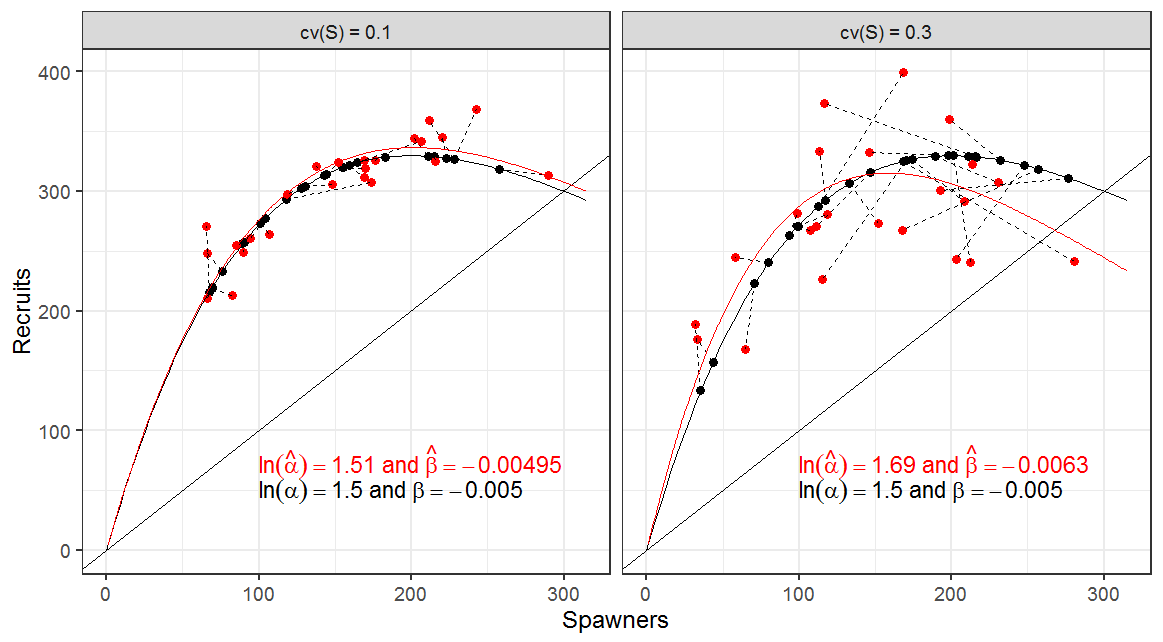 cv(S) = 0.1
cv(S) = 0.3
Recruits
400
300
200
100
0
ln(α̂) = 1.51 and β̂ = −0.00495
ln(α) = 1.5 and β = −0.005
ln(α̂) = 1.69 and β̂ = −0.0063
ln(α) = 1.5 and β = −0.005
0 100 200 300
0 100 200 300
Spawners